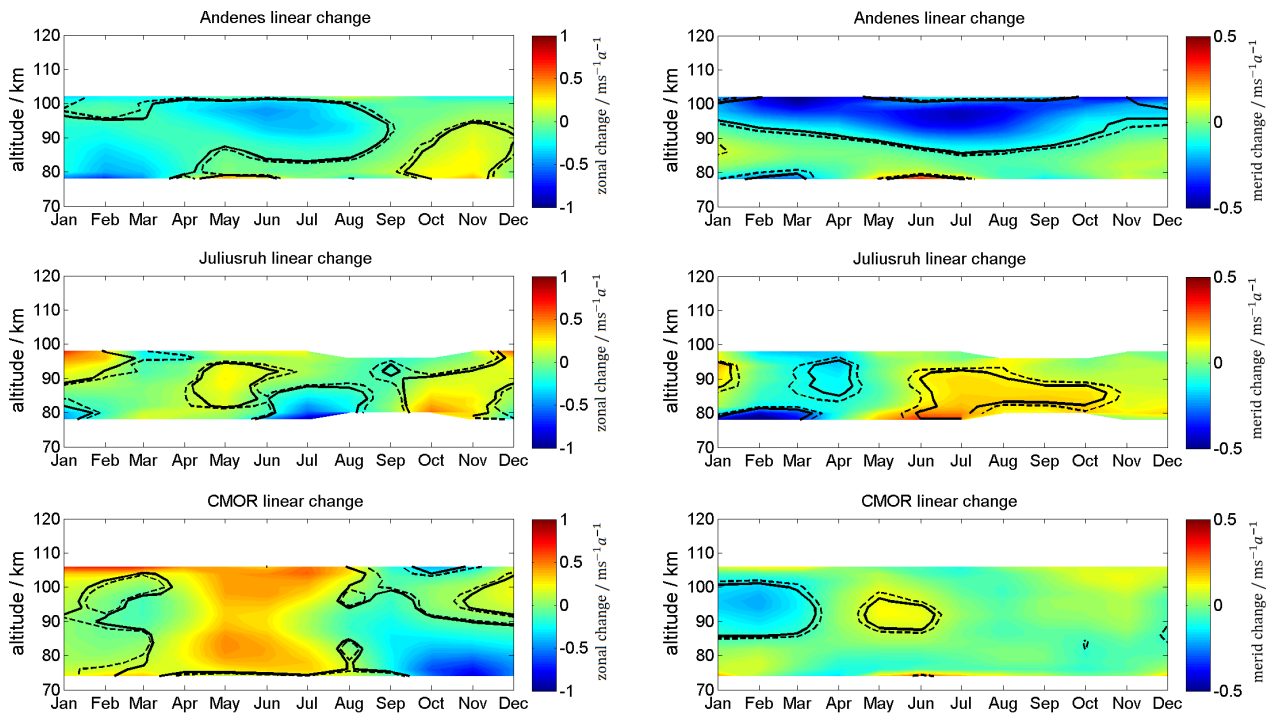 Andenes linear change
120
110
100
90
80
70
altitude / km
Jan Feb Mar Apr May Jun Jul Aug Sep Oct Nov Dec
1
0.5
0
-0.5
-1
zonal change / ms⁻¹a⁻¹
Andenes linear change
120
110
100
90
80
70
altitude / km
Jan Feb Mar Apr May Jun Jul Aug Sep Oct Nov Dec
0.5
0
-0.5
merid change / ms⁻¹a⁻¹
Juliusruh linear change
120
110
100
90
80
70
altitude / km
Jan Feb Mar Apr May Jun Jul Aug Sep Oct Nov Dec
1
0.5
0
-0.5
-1
zonal change / ms⁻¹a⁻¹
Juliusruh linear change
120
110
100
90
80
70
altitude / km
Jan Feb Mar Apr May Jun Jul Aug Sep Oct Nov Dec
0.5
0
-0.5
merid change / ms⁻¹a⁻¹
CMOR linear change
120
110
100
90
80
70
altitude / km
Jan Feb Mar Apr May Jun Jul Aug Sep Oct Nov Dec
1
0.5
0
-0.5
-1
zonal change / ms⁻¹a⁻¹
CMOR linear change
120
110
100
90
80
70
altitude / km
Jan Feb Mar Apr May Jun Jul Aug Sep Oct Nov Dec
0.5
0
-0.5
merid change / ms⁻¹a⁻¹